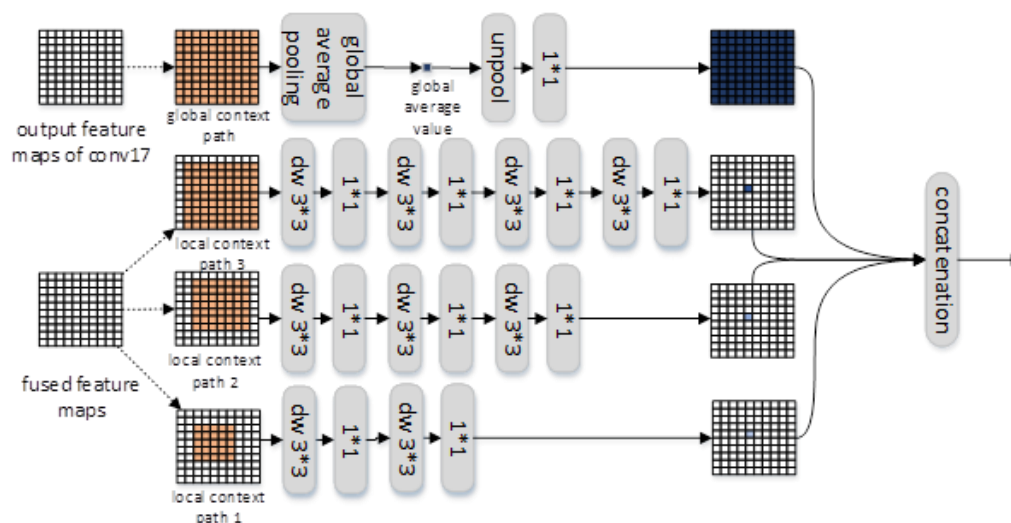 output feature
maps of conv17
global context
path
global
average
pooling
global
average
value
unpool
1*1
local context
path 3
dw 3*3
1*1
dw 3*3
1*1
dw 3*3
1*1
dw 3*3
1*1
fused feature
maps
local context
path 2
dw 3*3
1*1
dw 3*3
1*1
dw 3*3
1*1
local context
path 1
dw 3*3
1*1
dw 3*3
1*1
concatenation